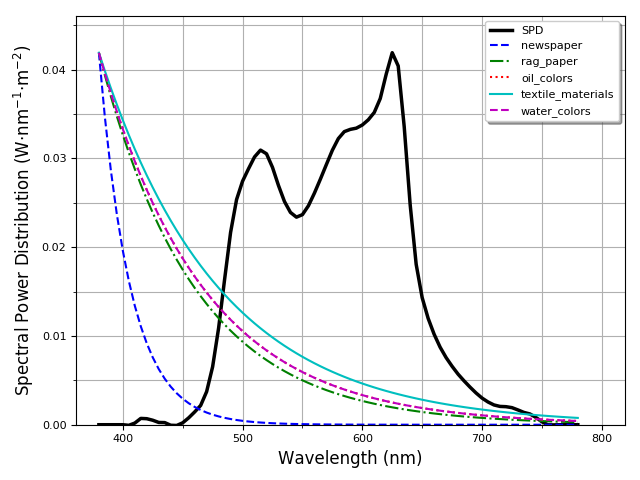 SPD
newspaper
rag_paper
oil_colors
textile_materials
water_colors
Spectral Power Distribution (W·nm⁻¹·m⁻²)
0.04
0.03
0.02
0.01
0.00
400
500
600
700
800
Wavelength (nm)